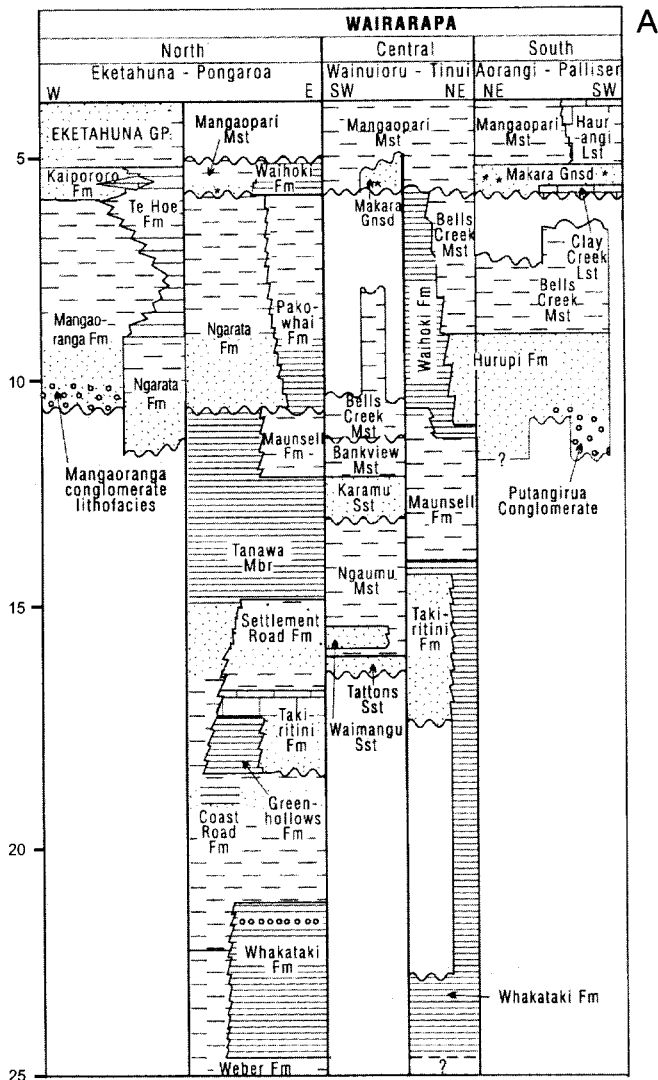 A
WAIRARAPA
North
Central
South
Eketahuna - Pongaroa
Wainuioru - Tinui
Aorangi - Palliser
W
E
SW
NE
NE
SW
EKETAHUNA GP.
Mangaopari
Mst
Mangaopari
Mst
Mangaopari
Mst
Haur
angi
Lst
5
Kaipororo
Fm
Waihoki
Fm
* * Makara Gnsd *
Te Hoe
Fm
*
**
Makara
Gnsd
Bells
Creek
Mst
Clay
Creek
Lst
Bells
Creek
Mst
Mangao-
ranga Fm
Ngarata
Fm
Pako-
whai
Fm
Waihoki Fm
Hurupi Fm
10
Ngarata
Fm
Bells
Creek
Mst
Maunsell
Fm
Bankview
Mst
?
Mangaoranga
conglomerate
lithofacies
Karamu
Sst
Maunsell
Fm
Putangirua
Conglomerate
Tanawa
Mbr
Ngaumu
Mst
15
Settlement
Road Fm
Taki-
ritini
Fm
Tattons
Sst
Waimangu
Sst
Taki-
ritini
Fm
Green-
hollows
Fm
Coast
Road
Fm
20
Whakataki
Fm
Whakataki Fm
Weber Fm
?
25